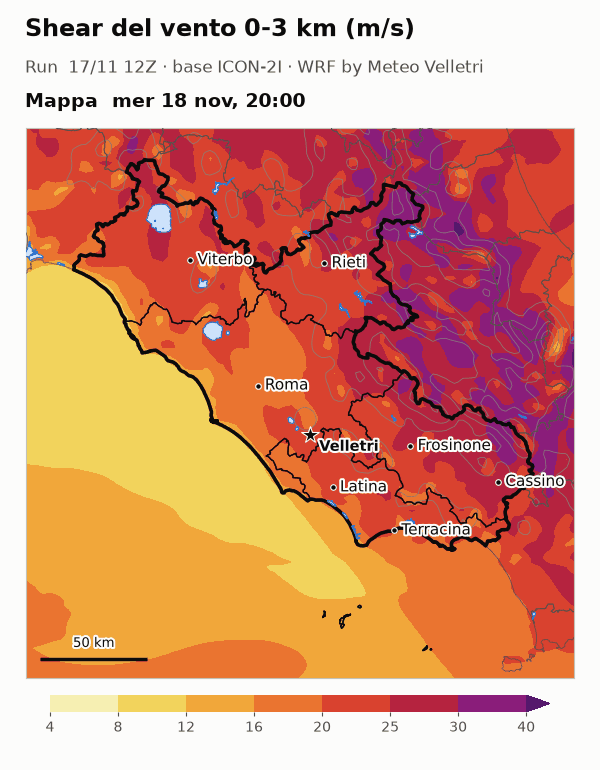 Shear del vento 0-3 km (m/s)
Run  17/11 12Z · base ICON-2I · WRF by Meteo Velletri
Mappa  mer 18 nov, 20:00
Viterbo
Rieti
Roma
Velletri
Frosinone
Cassino
Latina
Terracina
50 km
4 8 12 16 20 25 30 40